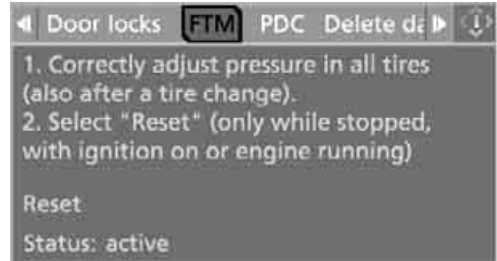 Door locks FTM PDC Delete da
1. Correctly adjust pressure in all tires
(also after a tire change).
2. Select "Reset" (only while stopped,
with ignition on or engine running)
Reset
Status: active